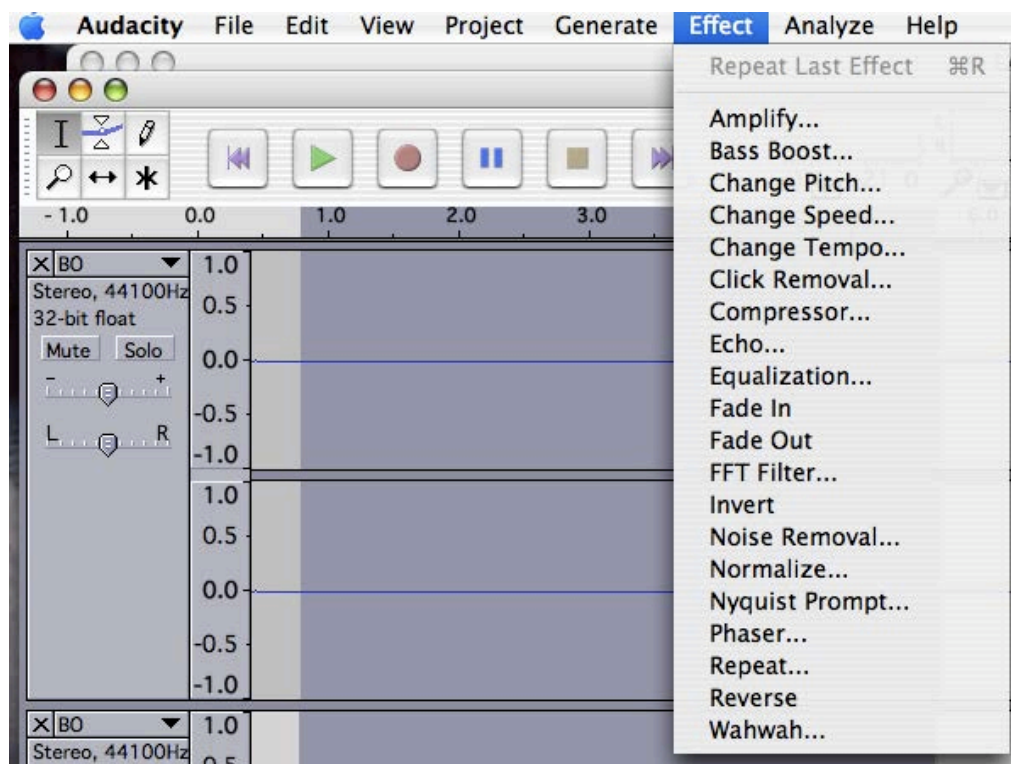 Audacity File Edit View Project Generate Effect Analyze Help
Repeat Last Effect ⌘R
Amplify...
Bass Boost...
Change Pitch...
Change Speed...
Change Tempo...
Click Removal...
Compressor...
Echo...
Equalization...
Fade In
Fade Out
FFT Filter...
Invert
Noise Removal...
Normalize...
Nyquist Prompt...
Phaser...
Repeat...
Reverse
Wahwah...
- 1.0 0.0 1.0 2.0 3.0
BO
Stereo, 44100Hz
32-bit float
Mute Solo
- +
L R
1.0
0.5
0.0
-0.5
-1.0
1.0
0.5
0.0
-0.5
-1.0
BO
Stereo, 44100Hz
1.0